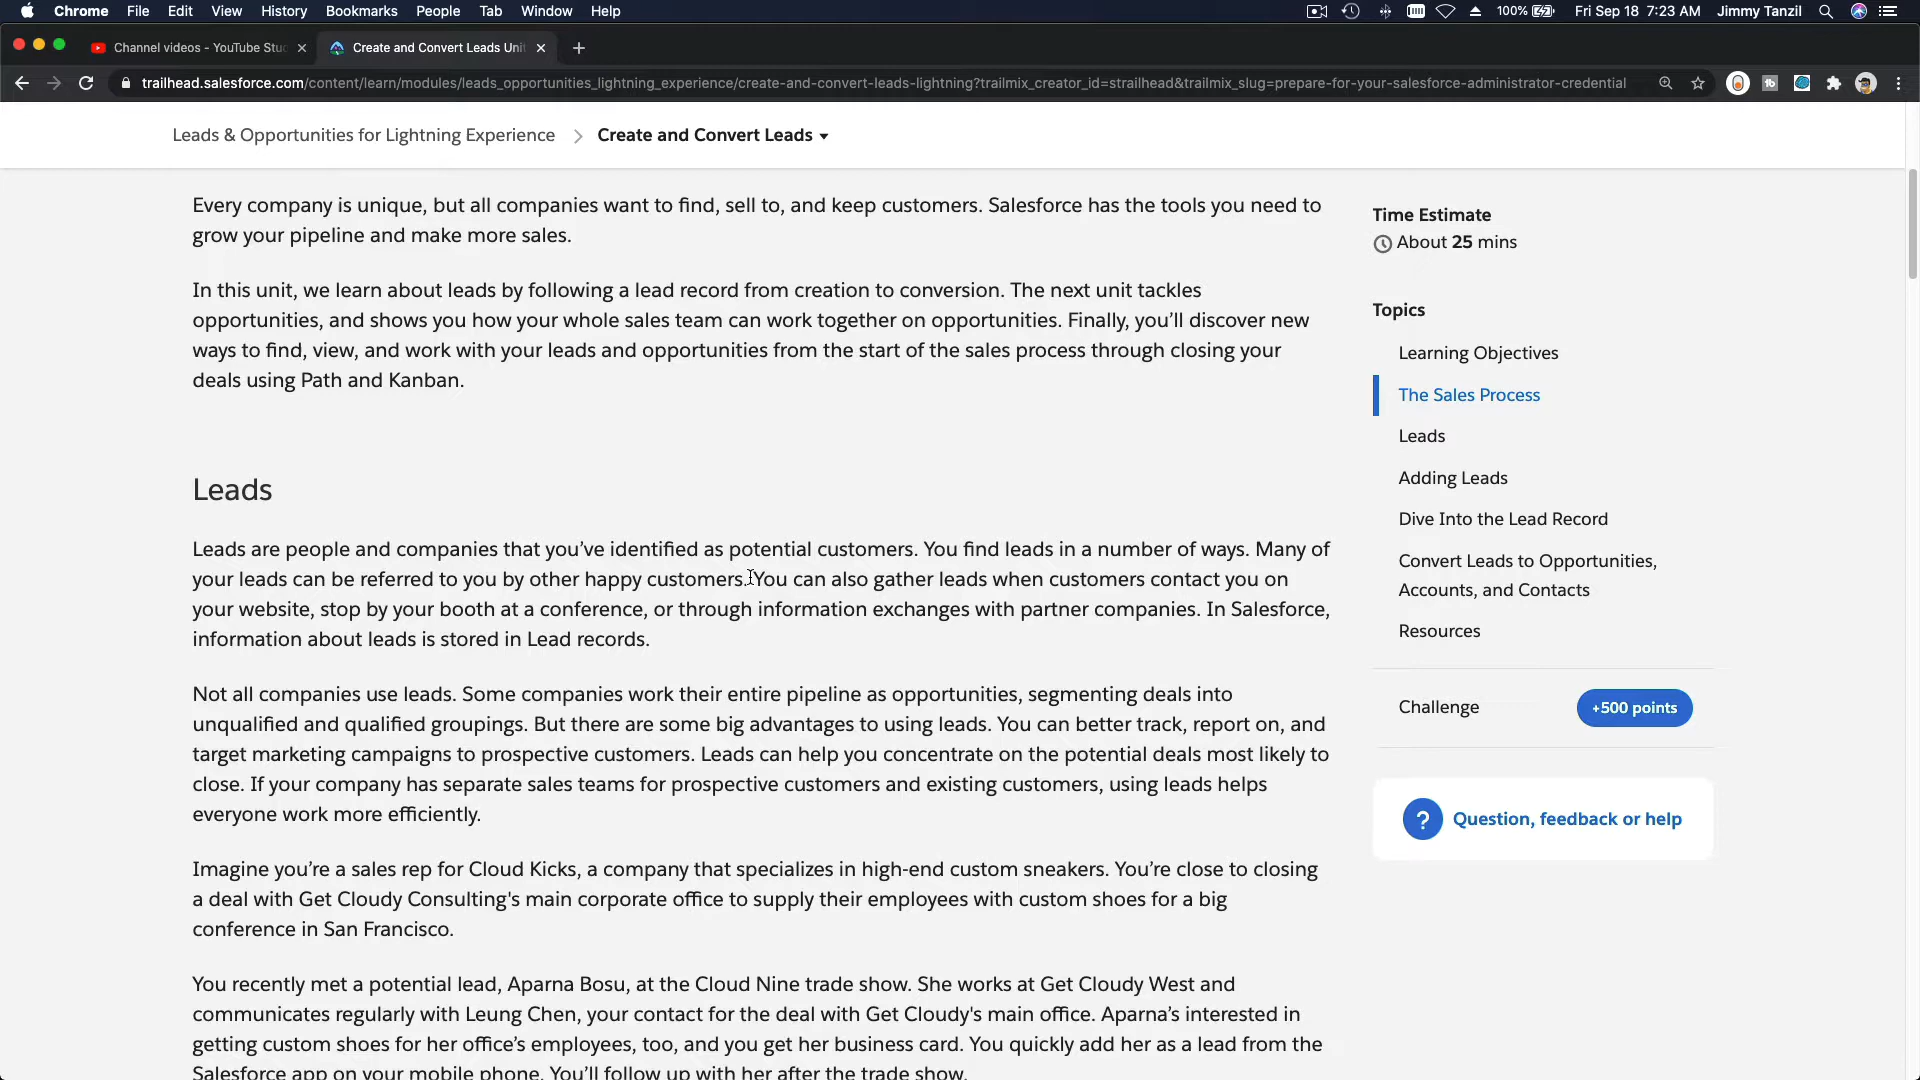 Chrome File Edit View History Bookmarks People Tab Window Help 100% Fri Sep 18 7:23 AM Jimmy Tanzil
Channel videos - YouTube Stu
Create and Convert Leads Uni
trailhead.salesforce.com/content/learn/modules/leads_opportunities_lightning_experience/create-and-convert-leads-lightning?trailmix_creator_id=strailhead&trailmix_slug=prepare-for-your-salesforce-administrator-credential
Leads & Opportunities for Lightning Experience > Create and Convert Leads
Every company is unique, but all companies want to find, sell to, and keep customers. Salesforce has the tools you need to
grow your pipeline and make more sales.
In this unit, we learn about leads by following a lead record from creation to conversion. The next unit tackles
opportunities, and shows you how your whole sales team can work together on opportunities. Finally, you’ll discover new
ways to find, view, and work with your leads and opportunities from the start of the sales process through closing your
deals using Path and Kanban.
Leads
Leads are people and companies that you’ve identified as potential customers. You find leads in a number of ways. Many of
your leads can be referred to you by other happy customers. You can also gather leads when customers contact you on
your website, stop by your booth at a conference, or through information exchanges with partner companies. In Salesforce,
information about leads is stored in Lead records.
Not all companies use leads. Some companies work their entire pipeline as opportunities, segmenting deals into
unqualified and qualified groupings. But there are some big advantages to using leads. You can better track, report on, and
target marketing campaigns to prospective customers. Leads can help you concentrate on the potential deals most likely to
close. If your company has separate sales teams for prospective customers and existing customers, using leads helps
everyone work more efficiently.
Imagine you’re a sales rep for Cloud Kicks, a company that specializes in high-end custom sneakers. You’re close to closing
a deal with Get Cloudy Consulting's main corporate office to supply their employees with custom shoes for a big
conference in San Francisco.
You recently met a potential lead, Aparna Bosu, at the Cloud Nine trade show. She works at Get Cloudy West and
communicates regularly with Leung Chen, your contact for the deal with Get Cloudy's main office. Aparna’s interested in
getting custom shoes for her office’s employees, too, and you get her business card. You quickly add her as a lead from the
Salesforce app on your mobile phone. You’ll follow up with her after the trade show.
Time Estimate
About 25 mins
Topics
Learning Objectives
The Sales Process
Leads
Adding Leads
Dive Into the Lead Record
Convert Leads to Opportunities,
Accounts, and Contacts
Resources
Challenge +500 points
? Question, feedback or help